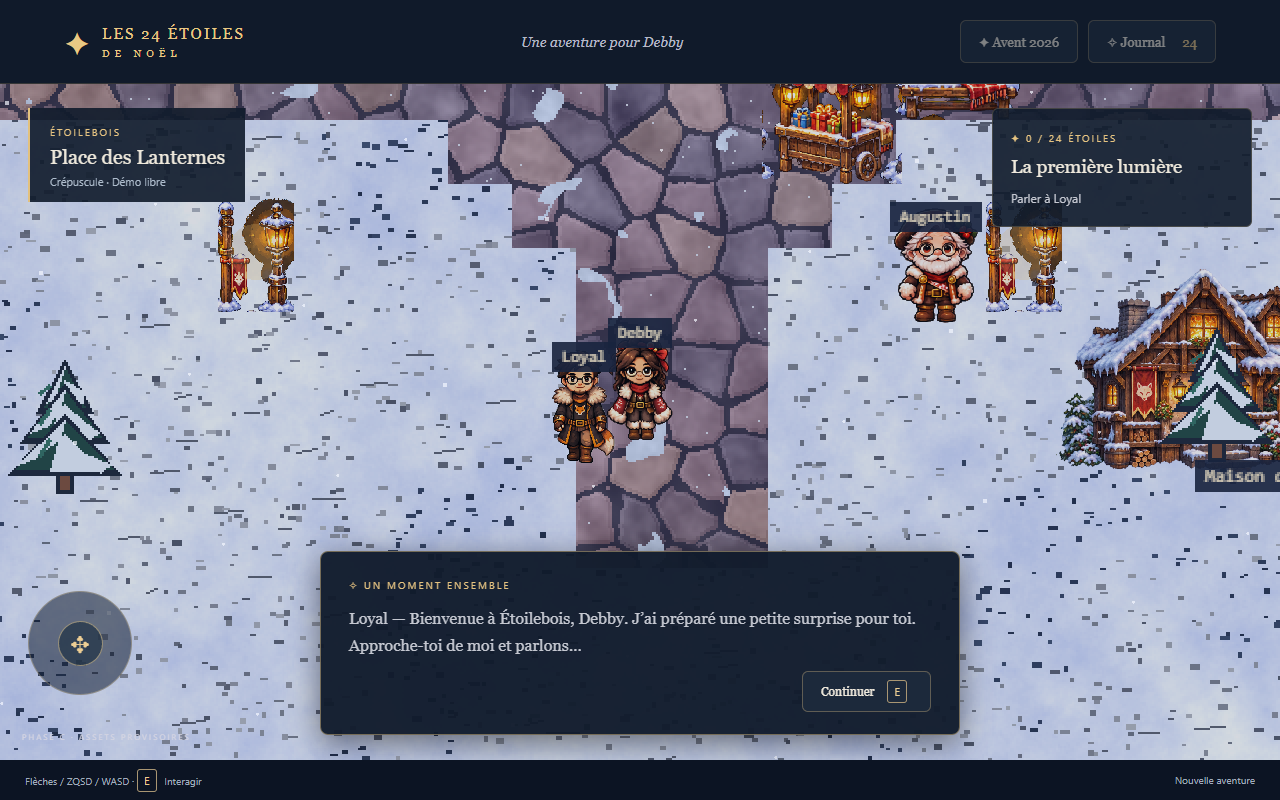 LES 24 ÉTOILES
DE NOËL
Une aventure pour Debby
✦ Avent 2026
✧ Journal 24
ÉTOILEBOIS
Place des Lanternes
Crépuscule · Démo libre
✦ 0 / 24 ÉTOILES
La première lumière
Parler à Loyal
Augustin
Debby
Loyal
Maison
✧ UN MOMENT ENSEMBLE
Loyal — Bienvenue à Étoilebois, Debby. J’ai préparé une petite surprise pour toi.
Approche-toi de moi et parlons…
Continuer E
Flèches / ZQSD / WASD · E Interagir
Nouvelle aventure